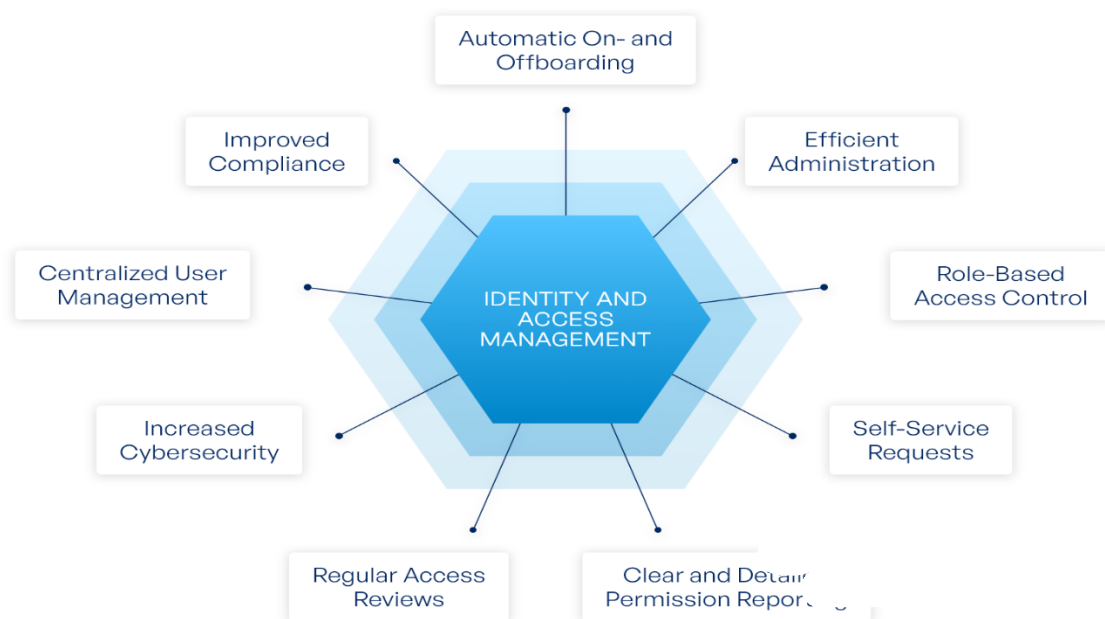 Automatic On- and
Offboarding
Improved
Compliance
Efficient
Administration
Centralized User
Management
IDENTITY AND
ACCESS
MANAGEMENT
Role-Based
Access Control
Increased
Cybersecurity
Self-Service
Requests
Regular Access
Reviews
Clear and
Permission